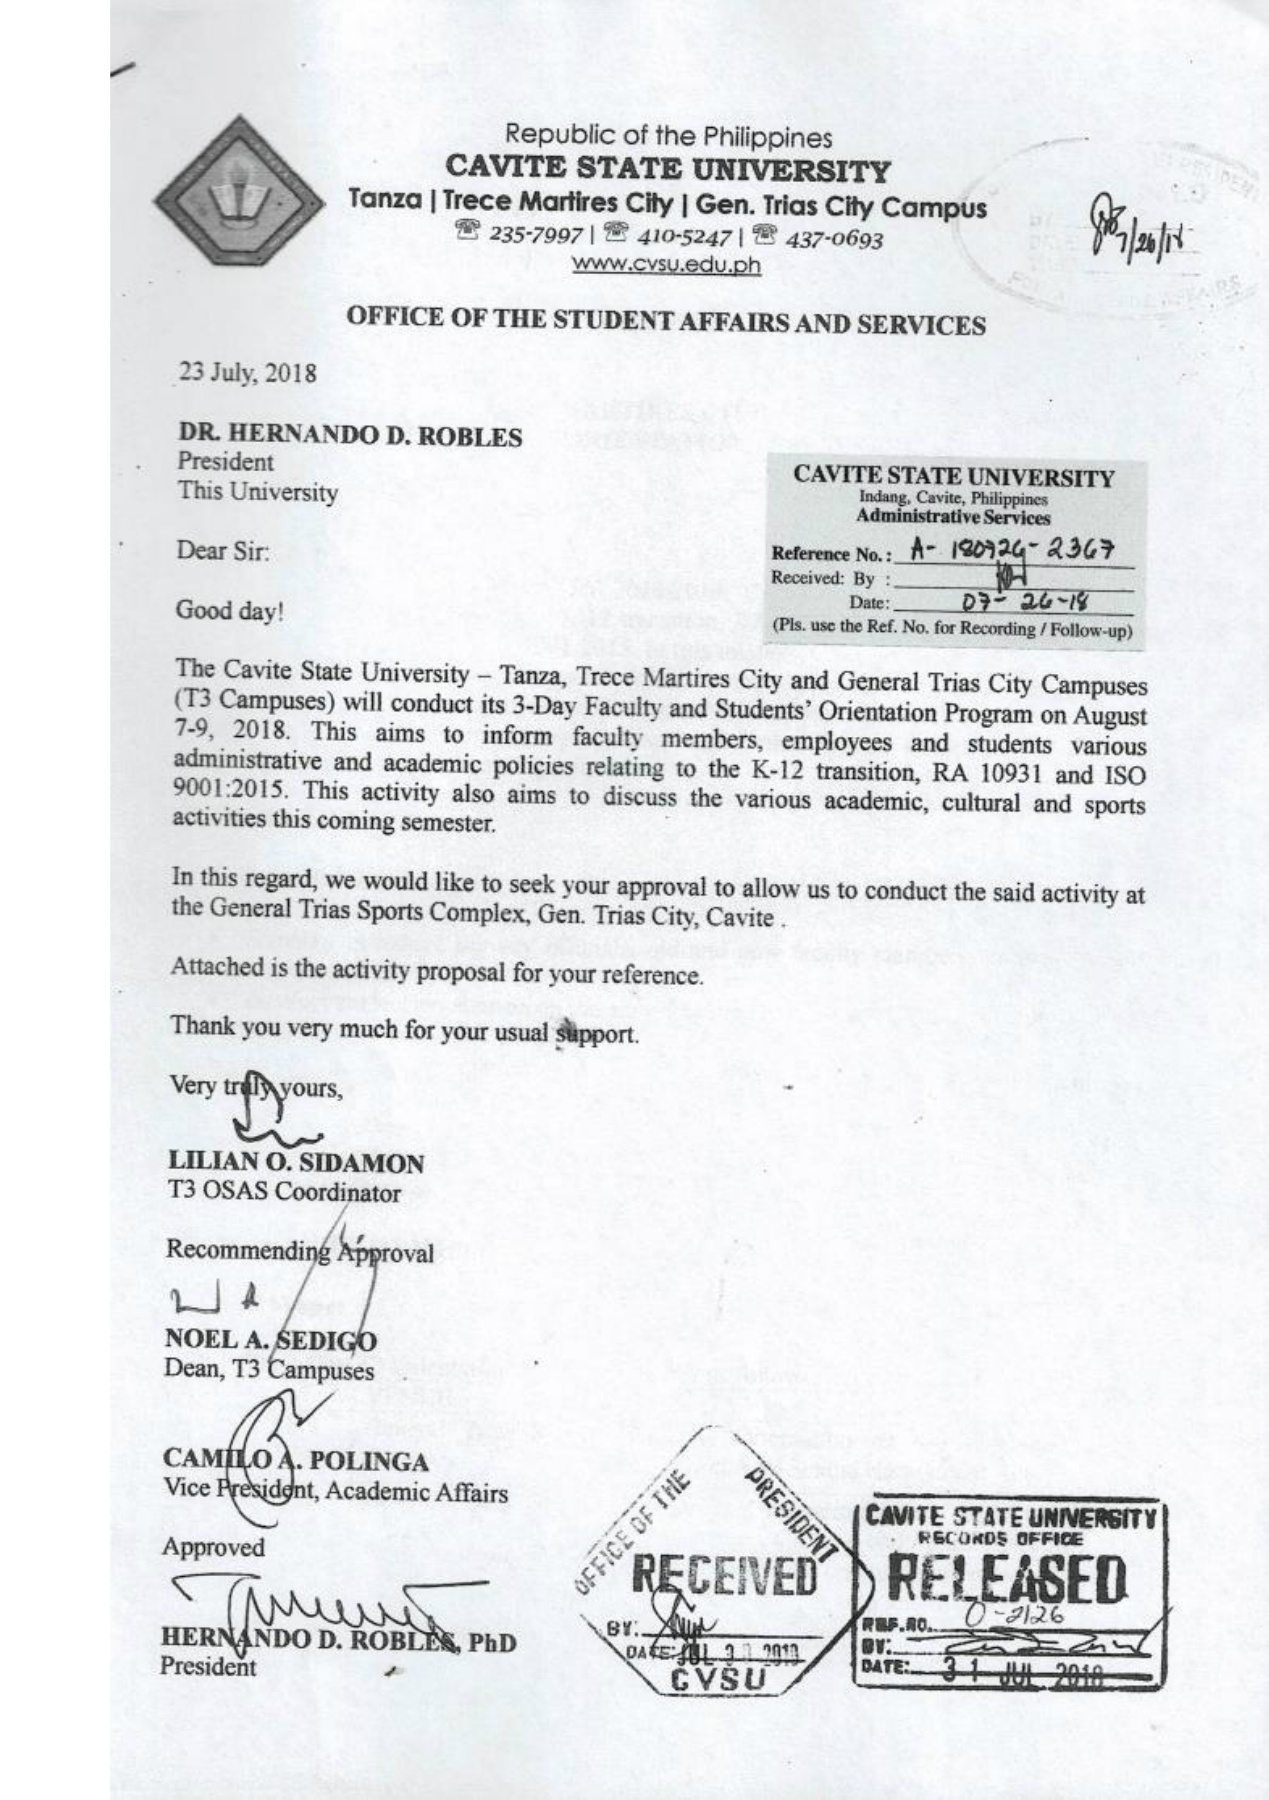 Republic of the Philippines
CAVITE STATE UNIVERSITY
Tanza | Trece Martires City | Gen. Trias City Campus
☏ 235-7997 | ☏ 410-5247 | ☏ 437-0693
www.cvsu.edu.ph
7/26/18
OFFICE OF THE STUDENT AFFAIRS AND SERVICES
23 July, 2018
DR. HERNANDO D. ROBLES
President
This University
CAVITE STATE UNIVERSITY
Indang, Cavite, Philippines
Administrative Services
Reference No.: A- 180726- 2367
Received: By :
Date: 07- 26-18
(Pls. use the Ref. No. for Recording / Follow-up)
Dear Sir:
Good day!
The Cavite State University – Tanza, Trece Martires City and General Trias City Campuses
(T3 Campuses) will conduct its 3-Day Faculty and Students' Orientation Program on August
7-9, 2018. This aims to inform faculty members, employees and students various
administrative and academic policies relating to the K-12 transition, RA 10931 and ISO
9001:2015. This activity also aims to discuss the various academic, cultural and sports
activities this coming semester.
In this regard, we would like to seek your approval to allow us to conduct the said activity at
the General Trias Sports Complex, Gen. Trias City, Cavite .
Attached is the activity proposal for your reference.
Thank you very much for your usual support.
Very truly yours,
LILIAN O. SIDAMON
T3 OSAS Coordinator
Recommending Approval
NOEL A. SEDIGO
Dean, T3 Campuses
CAMILO A. POLINGA
Vice President, Academic Affairs
Approved
HERNANDO D. ROBLES, PhD
President
OFFICE OF THE PRESIDENT
RECEIVED
BY:
DATE: JUL 3 0 2018
CVSU
CAVITE STATE UNIVERSITY
RECORDS OFFICE
RELEASED
REF.NO. 0-2126
BY:
DATE: 31 JUL 2018